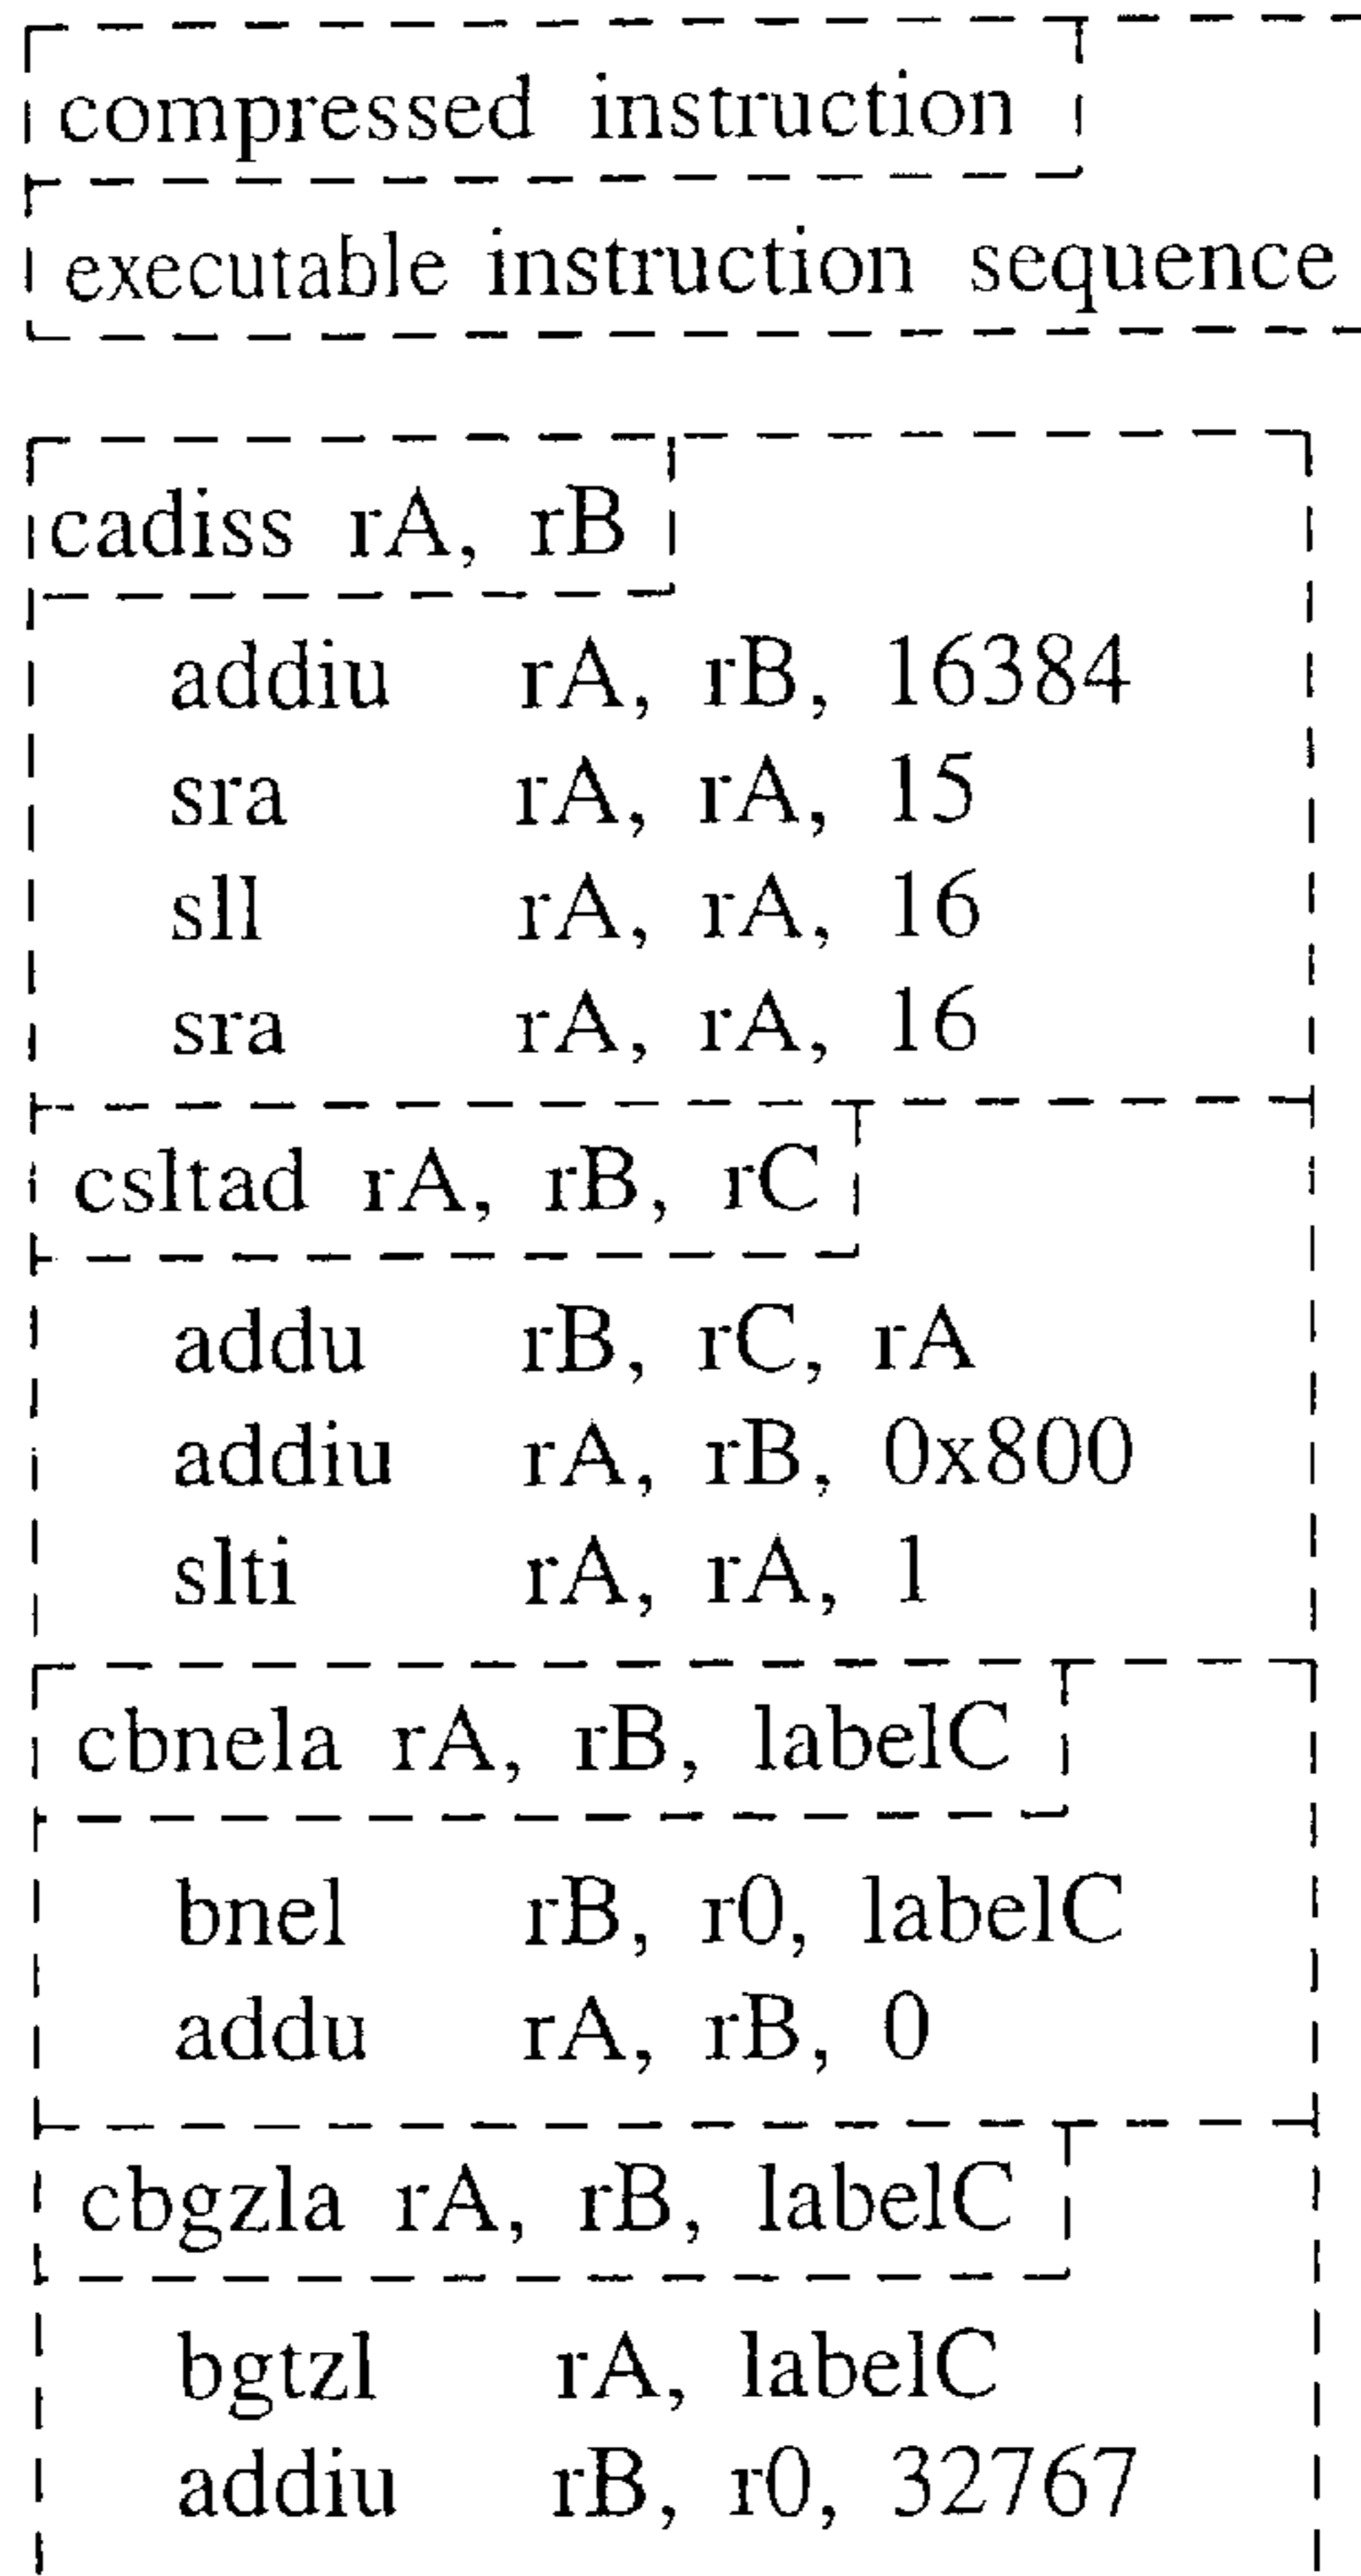 compressed instruction
executable instruction sequence
cadiss rA, rB
addiu rA, rB, 16384
sra rA, rA, 15
sll rA, rA, 16
sra rA, rA, 16
csltad rA, rB, rC
addu rB, rC, rA
addiu rA, rB, 0x800
slti rA, rA, 1
cbnela rA, rB, labelC
bnel rB, r0, labelC
addu rA, rB, 0
cbgzla rA, rB, labelC
bgtzl rA, labelC
addiu rB, r0, 32767